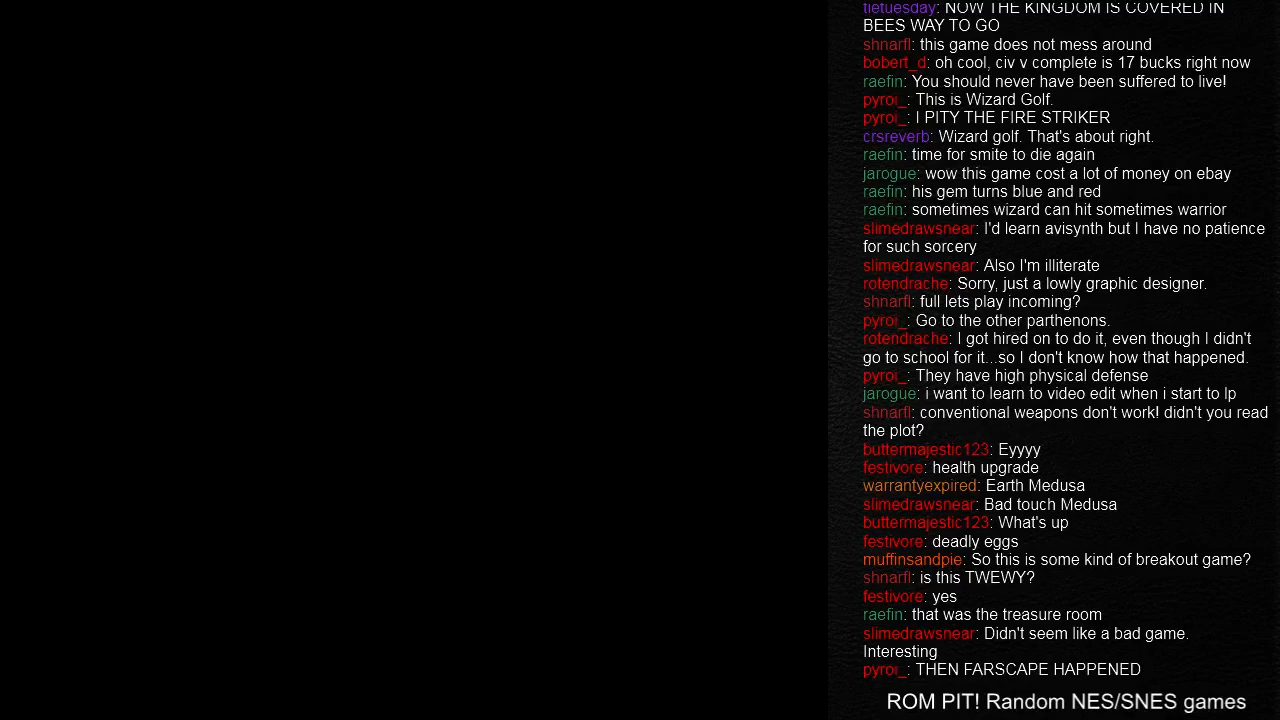 tietuesday: NOW THE KINGDOM IS COVERED IN
BEES WAY TO GO
shnarfl: this game does not mess around
bobert_d: oh cool, civ v complete is 17 bucks right now
raefin: You should never have been suffered to live!
pyroi_: This is Wizard Golf.
pyroi_: I PITY THE FIRE STRIKER
crsreverb: Wizard golf. That's about right.
raefin: time for smite to die again
jarogue: wow this game cost a lot of money on ebay
raefin: his gem turns blue and red
raefin: sometimes wizard can hit sometimes warrior
slimedrawsnear: I'd learn avisynth but I have no patience
for such sorcery
slimedrawsnear: Also I'm illiterate
rotendrache: Sorry, just a lowly graphic designer.
shnarfl: full lets play incoming?
pyroi_: Go to the other parthenons.
rotendrache: I got hired on to do it, even though I didn't
go to school for it...so I don't know how that happened.
pyroi_: They have high physical defense
jarogue: i want to learn to video edit when i start to lp
shnarfl: conventional weapons don't work! didn't you read
the plot?
buttermajestic123: Eyyyy
festivore: health upgrade
warrantyexpired: Earth Medusa
slimedrawsnear: Bad touch Medusa
buttermajestic123: What's up
festivore: deadly eggs
muffinsandpie: So this is some kind of breakout game?
shnarfl: is this TWEWY?
festivore: yes
raefin: that was the treasure room
slimedrawsnear: Didn't seem like a bad game.
Interesting
pyroi_: THEN FARSCAPE HAPPENED
ROM PIT! Random NES/SNES games